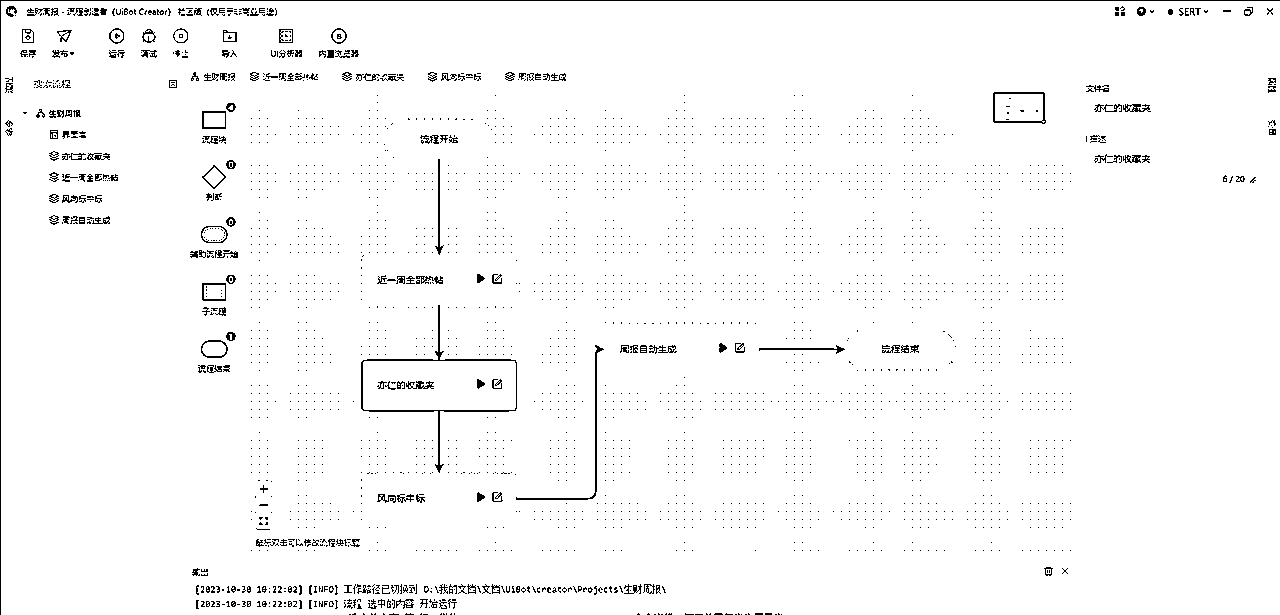 生财周报 - 流程创造者 (UiBot Creator) 社区版 (仅用于非商业用途)
SERT
保存 发布 运行 调试 停止 导入 UI分析器 内置浏览器
搜索流程
生财周报 近一周全部热帖 亦仁的收藏夹 风向标中标 周报自动生成
生财周报
界面库
亦仁的收藏夹
近一周全部热帖
风向标中标
周报自动生成
4
流程块
0
判断
0
辅助流程开始
0
子流程
1
流程结束
流程开始
近一周全部热帖
亦仁的收藏夹
风向标中标
周报自动生成
流程结束
鼠标双击可以修改流程块标题
文件名
亦仁的收藏夹
描述
亦仁的收藏夹
6 / 20
输出
[2023-10-30 10:22:02] [INFO] 工作路径已切换到 D:\我的文档\文档\UiBot\creator\Projects\生财周报\
[2023-10-30 10:22:02] [INFO] 流程 选中的内容 开始运行